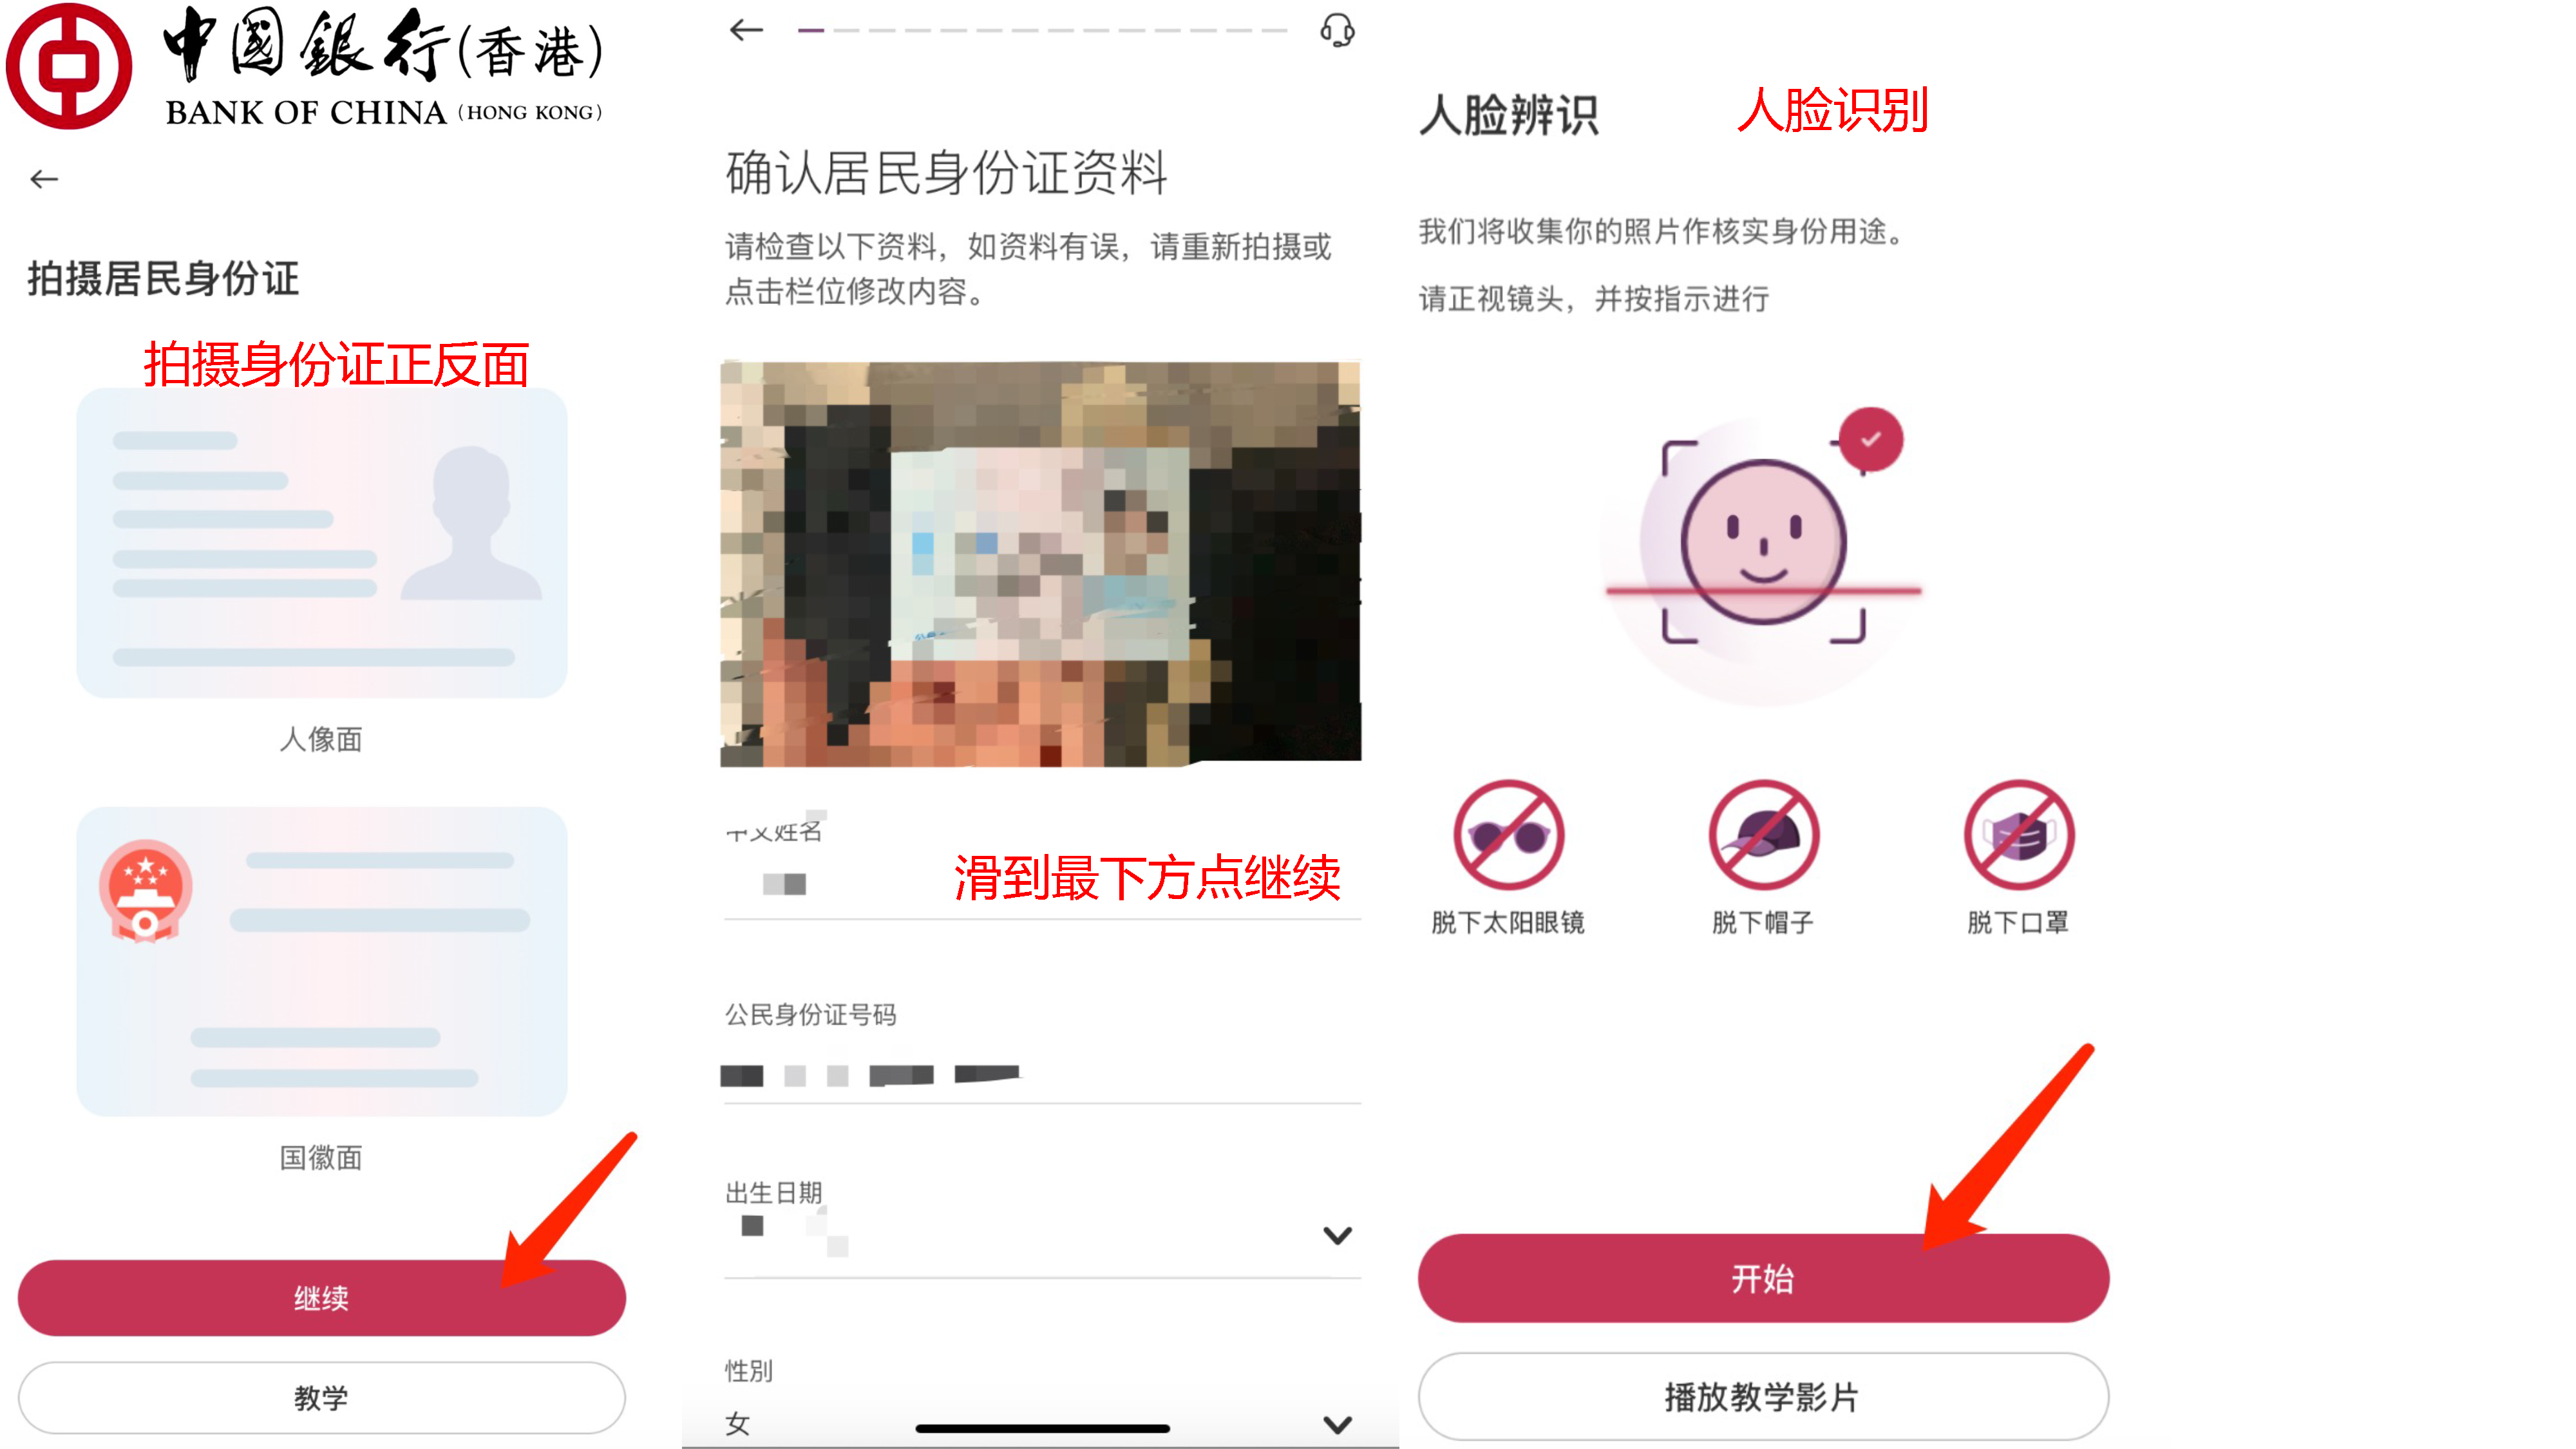 中國銀行(香港)
BANK OF CHINA (HONG KONG)
拍摄居民身份证
拍摄身份证正反面
人像面
国徽面
继续
教学
确认居民身份证资料
请检查以下资料，如资料有误，请重新拍摄或
点击栏位修改内容。
中文姓名
滑到最下方点继续
公民身份证号码
出生日期
性别
女
人脸辨识
人脸识别
我们将收集你的照片作核实身份用途。
请正视镜头，并按指示进行
脱下太阳眼镜
脱下帽子
脱下口罩
开始
播放教学影片